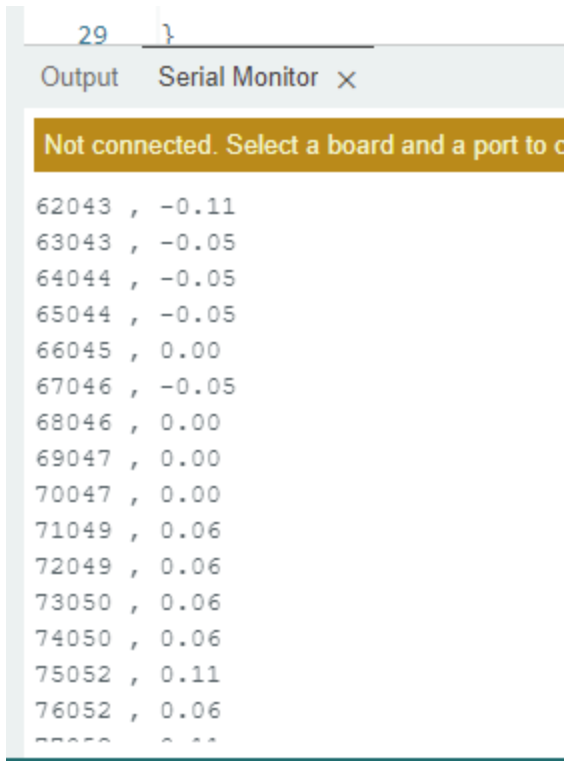 29 }
Output Serial Monitor ×
Not connected. Select a board and a port to
62043 , -0.11
63043 , -0.05
64044 , -0.05
65044 , -0.05
66045 , 0.00
67046 , -0.05
68046 , 0.00
69047 , 0.00
70047 , 0.00
71049 , 0.06
72049 , 0.06
73050 , 0.06
74050 , 0.06
75052 , 0.11
76052 , 0.06